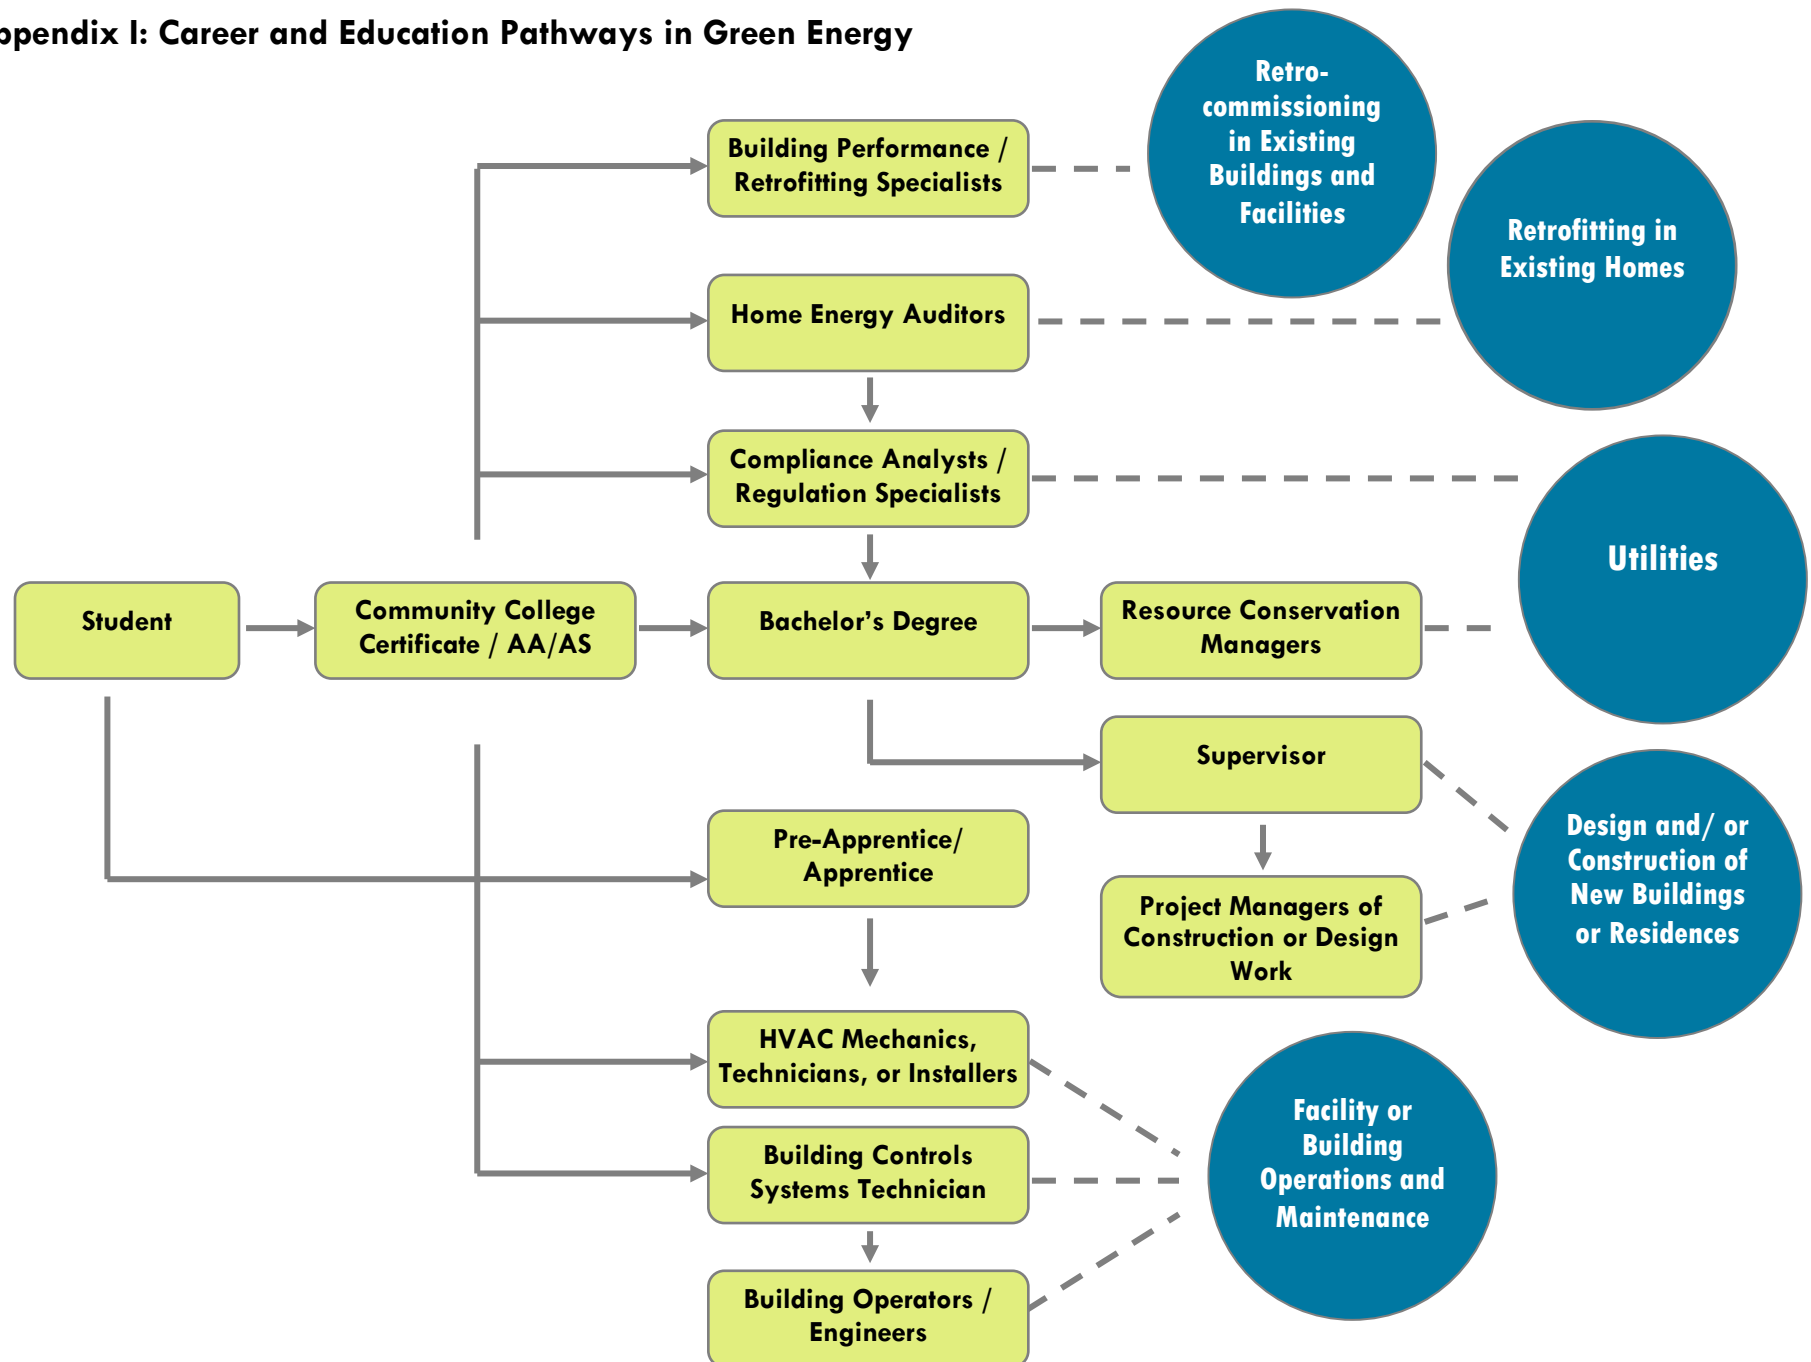 ppendix I: Career and Education Pathways in Green Energy
Retro-
commissioning
in Existing
Buildings and
Facilities
Building Performance /
Retrofitting Specialists
Retrofitting in
Existing Homes
Home Energy Auditors
Compliance Analysts /
Regulation Specialists
Utilities
Student
Community College
Certificate / AA/AS
Bachelor’s Degree
Resource Conservation
Managers
Supervisor
Pre-Apprentice/
Apprentice
Design and/ or
Construction of
New Buildings
or Residences
Project Managers of
Construction or Design
Work
HVAC Mechanics,
Technicians, or Installers
Facility or
Building
Operations and
Maintenance
Building Controls
Systems Technician
Building Operators /
Engineers